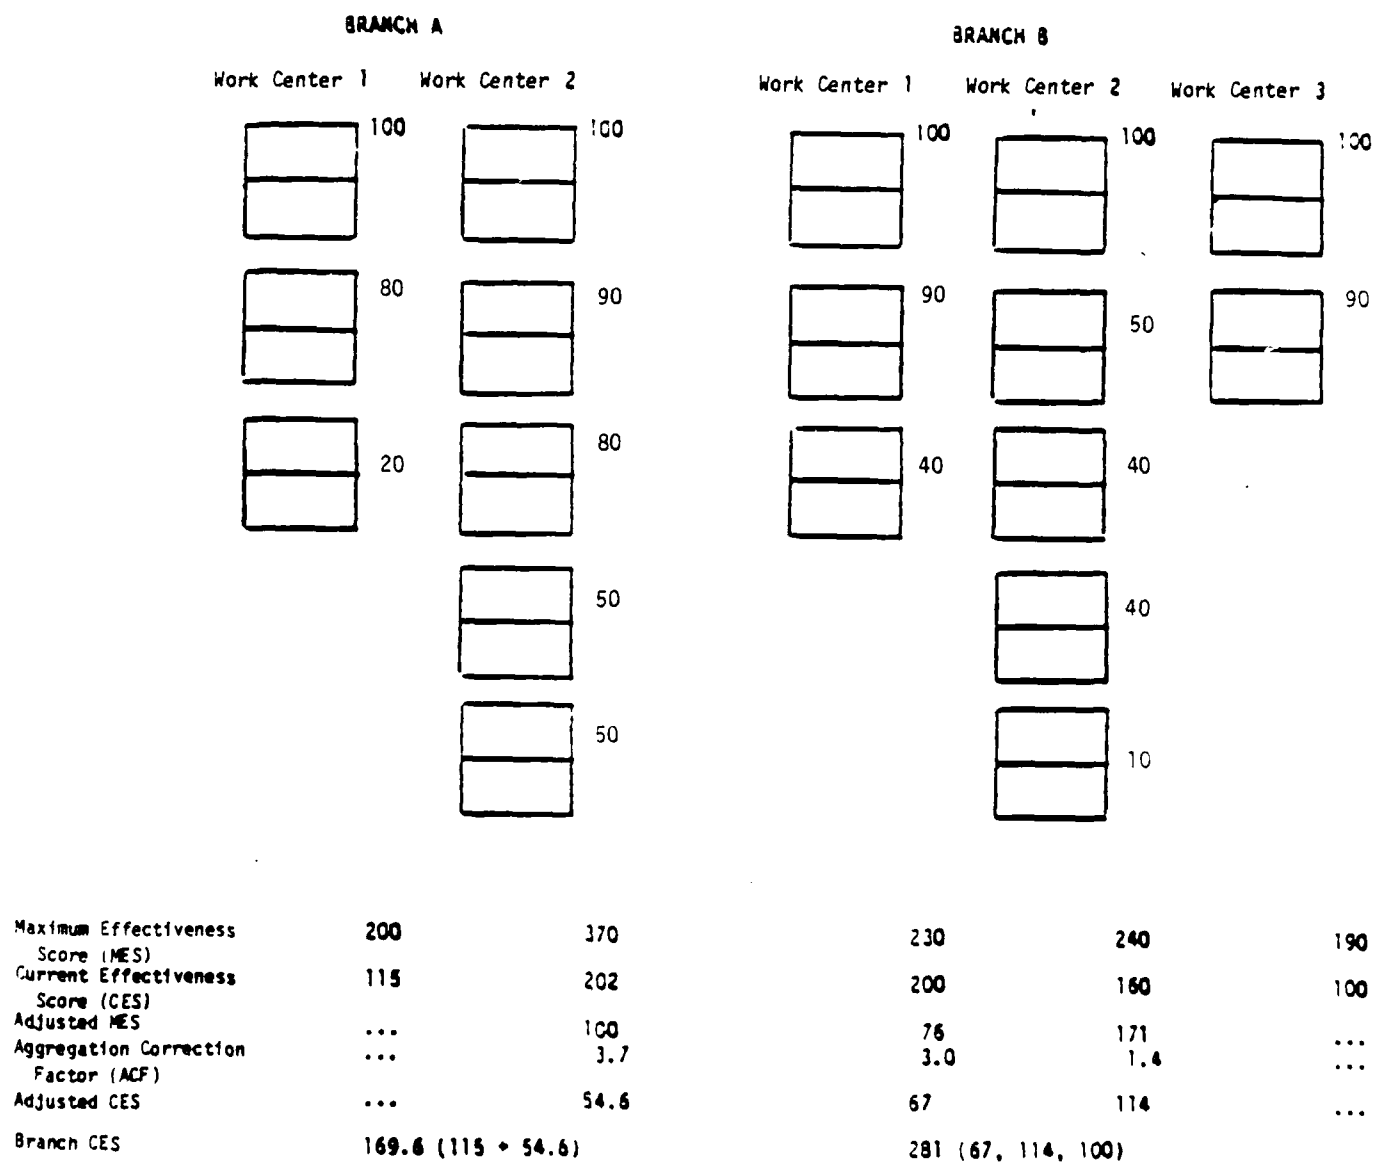 BRANCH A
BRANCH B
Work Center 1 Work Center 2
Work Center 1 Work Center 2 Work Center 3
100 100 100 100 100
80 90 90 50 90
20 80 40 40
50 40
50 10
Maximum Effectiveness Score (MES) 200 370 230 240 190
Current Effectiveness Score (CES) 115 202 200 160 100
Adjusted MES ... 100 76 171 ...
Aggregation Correction Factor (ACF) ... 3.7 3.0 1.4 ...
Adjusted CES ... 54.6 67 114 ...
Branch CES 169.6 (115 + 54.6) 281 (67, 114, 100)